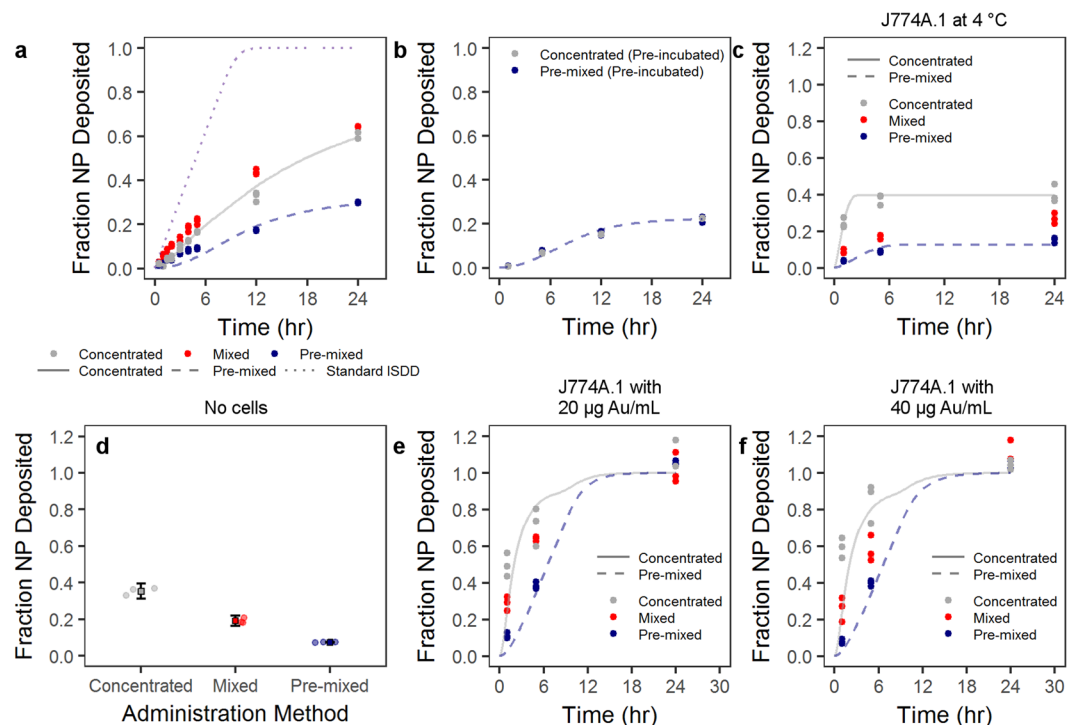 a
Fraction NP Deposited
1.0
0.8
0.6
0.4
0.2
0.0
0 6 12 18 24
Time (hr)
b
Fraction NP Deposited
1.0
0.8
0.6
0.4
0.2
0.0
Concentrated (Pre-incubated)
Pre-mixed (Pre-incubated)
0 6 12 18 24
Time (hr)
J774A.1 at 4 °C
c
Fraction NP Deposited
1.2
1.0
0.8
0.6
0.4
0.2
0.0
Concentrated
Pre-mixed
Concentrated
Mixed
Pre-mixed
0 6 12 18 24
Time (hr)
Concentrated Mixed Pre-mixed
Concentrated Pre-mixed Standard ISDD
No cells
d
Fraction NP Deposited
1.2
1.0
0.8
0.6
0.4
0.2
0.0
Concentrated Mixed Pre-mixed
Administration Method
J774A.1 with
20 µg Au/mL
e
Fraction NP Deposited
1.2
1.0
0.8
0.6
0.4
0.2
0.0
Concentrated
Pre-mixed
Concentrated
Mixed
Pre-mixed
0 6 12 18 24 30
Time (hr)
J774A.1 with
40 µg Au/mL
f
Fraction NP Deposited
1.2
1.0
0.8
0.6
0.4
0.2
0.0
Concentrated
Pre-mixed
Concentrated
Mixed
Pre-mixed
0 6 12 18 24 30
Time (hr)